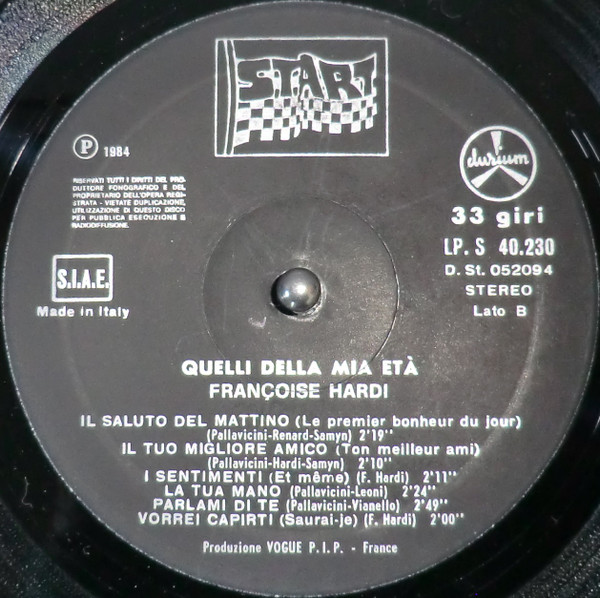 START
℗ 1984
RISERVATI TUTTI I DIRITTI DEL PRO-
DUTTORE FONOGRAFICO E DEL
PROPRIETARIO DELL'OPERA REGI-
STRATA - VIETATE DUPLICAZIONE,
UTILIZZAZIONE DI QUESTO DISCO
PER PUBBLICA ESECUZIONE E
RADIODIFFUSIONE.
S.I.A.E.
Made in Italy
durium
33 giri
LP. S 40.230
D. St. 052094
STEREO
Lato B
QUELLI DELLA MIA ETÀ
FRANÇOISE HARDI
IL SALUTO DEL MATTINO (Le premier bonheur du jour)
(Pallavicini-Renard-Samyn) 2'19''
IL TUO MIGLIORE AMICO (Ton meilleur ami)
(Pallavicini-Hardi-Samyn) 2'10''
I SENTIMENTI (Et même) (F. Hardi) 2'11''
LA TUA MANO (Pallavicini-Leoni) 2'24''
PARLAMI DI TE (Pallavicini-Vianello) 2'49''
VORREI CAPIRTI (Saurai-je) (F. Hardi) 2'00''
Produzione VOGUE P.I.P. - France